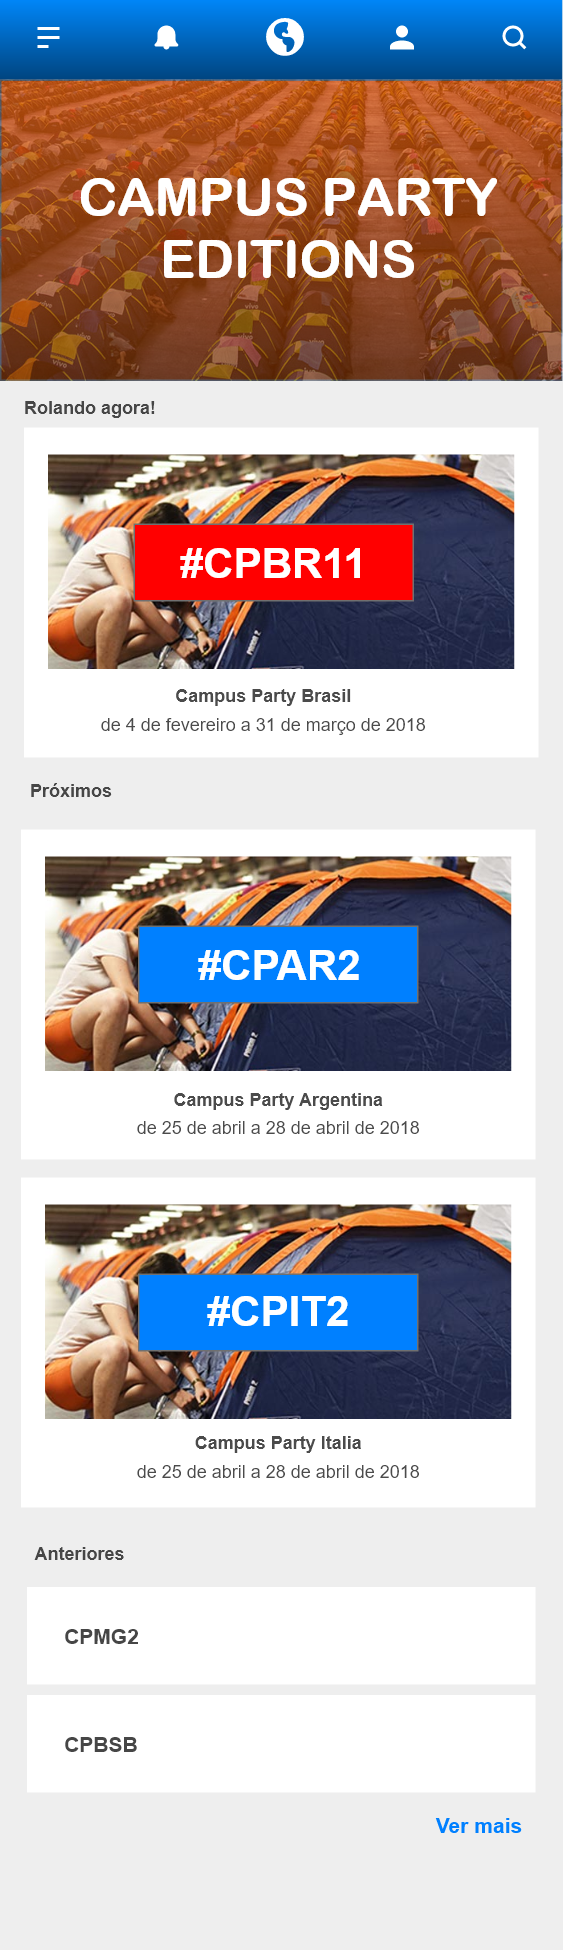 CAMPUS PARTY
EDITIONS
Rolando agora!
#CPBR11
Campus Party Brasil
de 4 de fevereiro a 31 de março de 2018
Próximos
#CPAR2
Campus Party Argentina
de 25 de abril a 28 de abril de 2018
#CPIT2
Campus Party Italia
de 25 de abril a 28 de abril de 2018
Anteriores
CPMG2
CPBSB
Ver mais